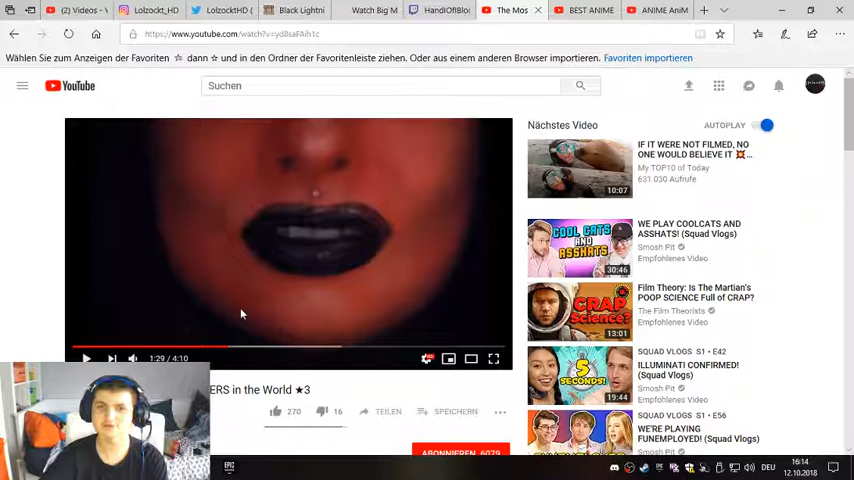 (2) Videos - Y
Lolzockt_HD
LolzocktHD (
Black Lightni
Watch Big M
HandIOfIBloc
The Mos
BEST ANIME
ANIME AniM
https://www.youtube.com/watch?v=yd8saFAih1c
Wählen Sie zum Anzeigen der Favoriten ☆ dann ☆ und in den Ordner der Favoritenleiste ziehen. Oder aus einem anderen Browser importieren. Favoriten importieren
YouTube
Suchen
Nächstes Video
AUTOPLAY
IF IT WERE NOT FILMED, NO
ONE WOULD BELIEVE IT 💥...
My TOP10 of Today
631.030 Aufrufe
10:07
COOL CATS
AND
ASSHATS!
30:46
WE PLAY COOLCATS AND
ASSHATS! (Squad Vlogs)
Smosh Pit
Empfohlenes Video
CRAP
Science?
13:01
Film Theory: Is The Martian's
POOP SCIENCE Full of CRAP?
The Film Theorists
Empfohlenes Video
5
SECONDS!
19:44
SQUAD VLOGS S1 • E42
ILLUMINATI CONFIRMED!
(Squad Vlogs)
Smosh Pit
Empfohlenes Video
SQUAD VLOGS S1 • E56
WE'RE PLAYING
FUNEMPLOYED! (Squad Vlogs)
Smosh Pit
1:29 / 4:10
ERS in the World ★3
270
16
TEILEN
SPEICHERN
ABONNIEREN 6079
EPIC
DEU
16:14
12.10.2018